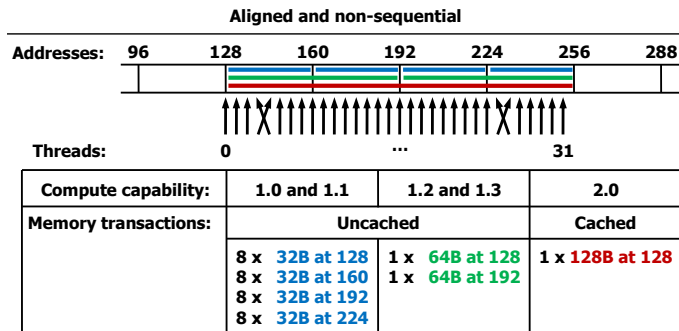 Aligned and non-sequential
Addresses: 96 128 160 192 224 256 288
Threads: 0 ... 31
Compute capability: 1.0 and 1.1 1.2 and 1.3 2.0
Memory transactions: Uncached Cached
8 x 32B at 128 1 x 64B at 128 1 x 128B at 128
8 x 32B at 160 1 x 64B at 192
8 x 32B at 192
8 x 32B at 224